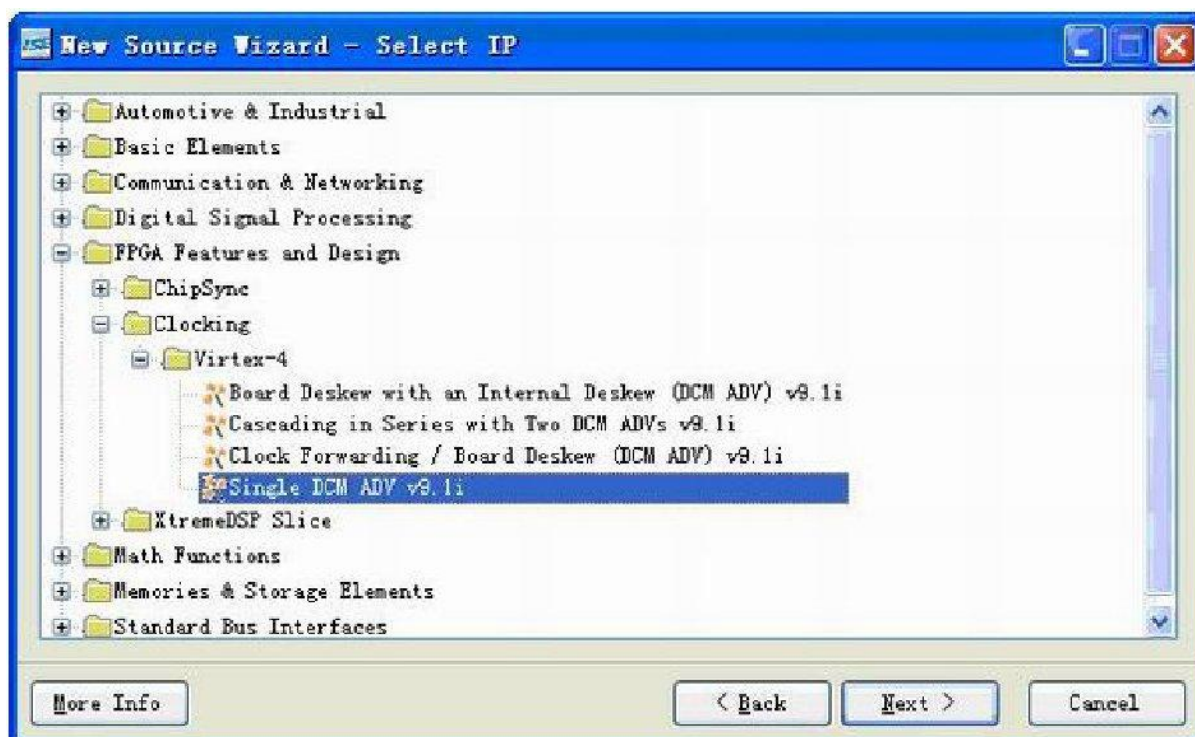 ISE New Source Wizard - Select IP
Automotive & Industrial
Basic Elements
Communication & Networking
Digital Signal Processing
FPGA Features and Design
ChipSync
Clocking
Virtex-4
Board Deskew with an Internal Deskew (DCM ADV) v9.1i
Cascading in Series with Two DCM ADVs v9.1i
Clock Forwarding / Board Deskew (DCM ADV) v9.1i
Single DCM ADV v9.1i
XtremeDSP Slice
Math Functions
Memories & Storage Elements
Standard Bus Interfaces
More Info < Back Next > Cancel